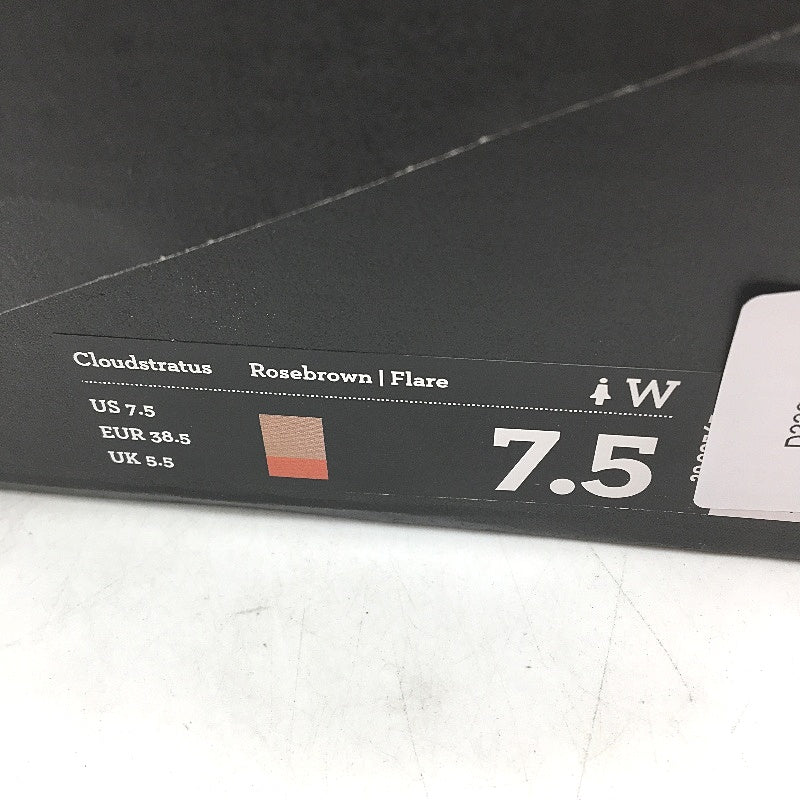 Cloudstratus Rosebrown | Flare W
US 7.5
EUR 38.5
UK 5.5
7.5